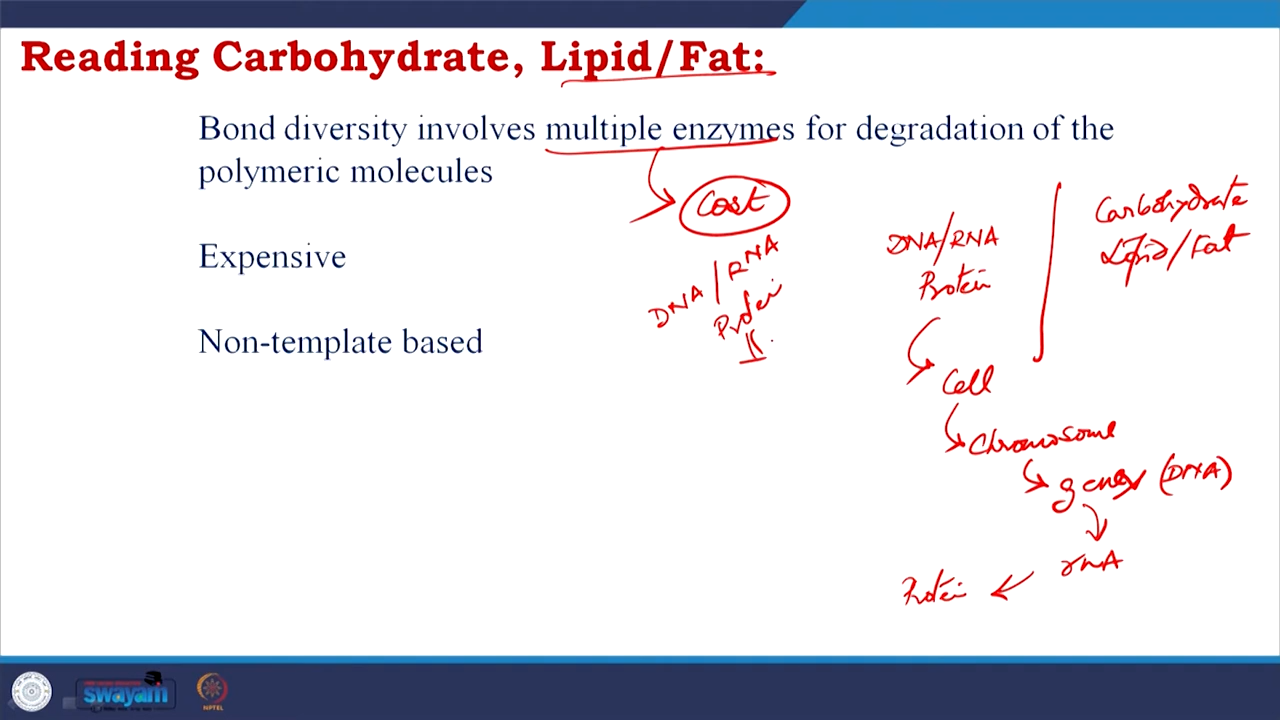 Reading Carbohydrate, Lipid/Fat:
Bond diversity involves multiple enzymes for degradation of the
polymeric molecules
Cost
DNA/RNA
Protein
Expensive
Non-template based
DNA/RNA
Protein
Carbohydrate
Lipid/Fat
Cell
Chromosome
genes (DNA)
RNA
Protein
swayam
NPTEL